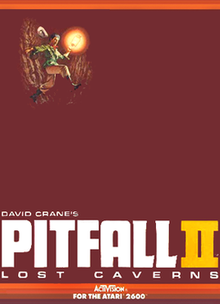 DAVID CRANE'S
PITFALL II
LOST CAVERNS
ACTIVISION
FOR THE ATARI 2600